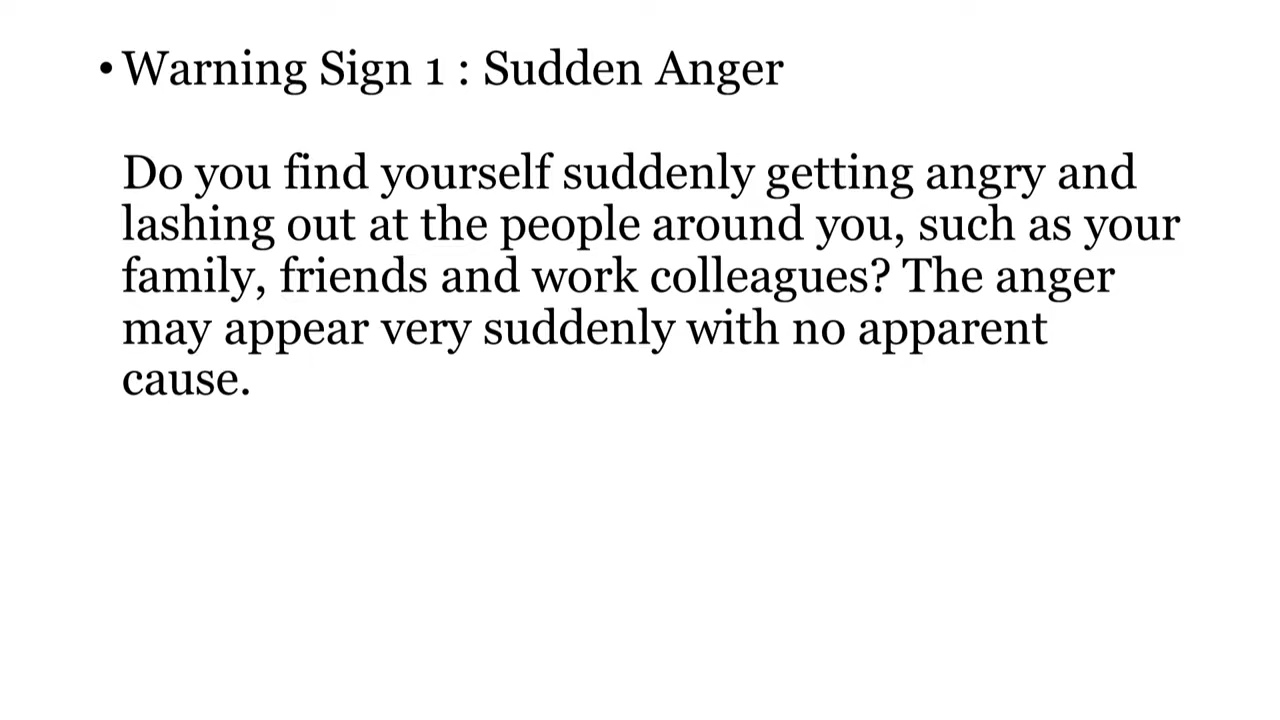 • Warning Sign 1 : Sudden Anger
Do you find yourself suddenly getting angry and
lashing out at the people around you, such as your
family, friends and work colleagues? The anger
may appear very suddenly with no apparent
cause.